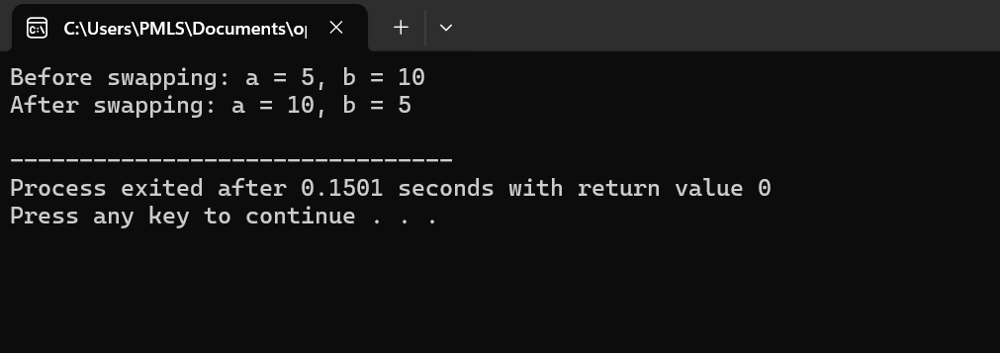 C:\Users\PMLS\Documents\o
Before swapping: a = 5, b = 10
After swapping: a = 10, b = 5
--------------------------------
Process exited after 0.1501 seconds with return value 0
Press any key to continue . . .